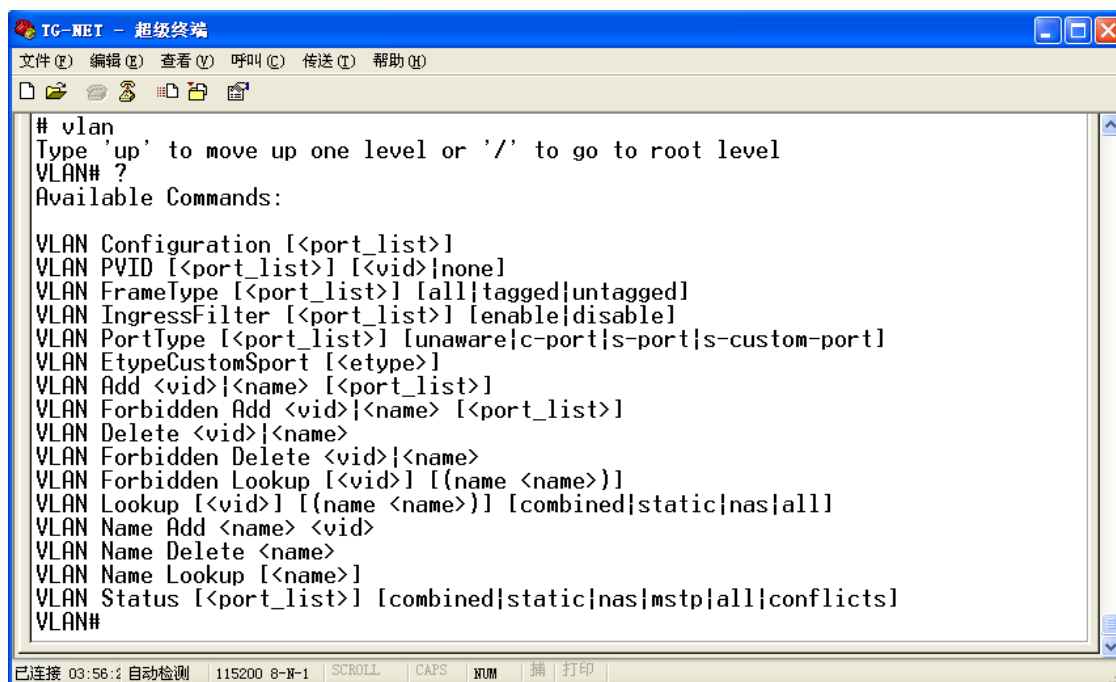 TG-NET - 超级终端
文件(F) 编辑(E) 查看(V) 呼叫(C) 传送(T) 帮助(H)
# vlan
Type 'up' to move up one level or '/' to go to root level
VLAN# ?
Available Commands:
VLAN Configuration [<port_list>]
VLAN PVID [<port_list>] [<vid>|none]
VLAN FrameType [<port_list>] [all|tagged|untagged]
VLAN IngressFilter [<port_list>] [enable|disable]
VLAN PortType [<port_list>] [unaware|c-port|s-port|s-custom-port]
VLAN EtypeCustomSport [<etype>]
VLAN Add <vid>|<name> [<port_list>]
VLAN Forbidden Add <vid>|<name> [<port_list>]
VLAN Delete <vid>|<name>
VLAN Forbidden Delete <vid>|<name>
VLAN Forbidden Lookup [<vid>] [(name <name>)]
VLAN Lookup [<vid>] [(name <name>)] [combined|static|nas|all]
VLAN Name Add <name> <vid>
VLAN Name Delete <name>
VLAN Name Lookup [<name>]
VLAN Status [<port_list>] [combined|static|nas|mstp|all|conflicts]
VLAN#
已连接 03:56:2 自动检测 115200 8-N-1 SCROLL CAPS NUM 捕 打印